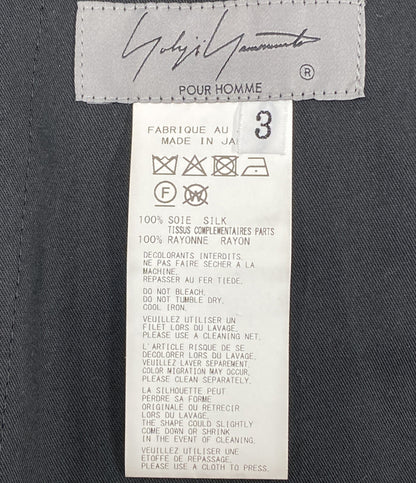 Yohji Yamamoto
®
POUR HOMME
3
FABRIQUE AU
MADE IN JA
F W
100% SOIE SILK
TISSUS COMPLEMENTAIRES PARTS
100% RAYONNE RAYON
DECOLORANTS INTERDITS.
NE PAS FAIRE SECHER A LA
MACHINE.
REPASSER AU FER TIEDE.
DO NOT BLEACH.
DO NOT TUMBLE DRY.
COOL IRON.
VEUILLEZ UTILISER UN
FILET LORS DU LAVAGE.
PLEASE USE A CLEANING NET.
L'ARTICLE RISQUE DE SE
DECOLORER LORS DU LAVAGE.
VEUILLEZ LAVER SEPAREMENT.
COLOR MIGRATION MAY OCCUR,
PLEASE CLEAN SEPARATELY.
LA SILHOUETTE PEUT
PERDRE SA FORME
ORIGINALE OU RETRECIR
LORS DU LAVAGE.
THE SHAPE COULD SLIGHTLY
COME DOWN OR SHRINK
IN THE EVENT OF CLEANING.
VEUILLEZ UTILISER UNE
ETOFFE DE REPASSAGE.
PLEASE USE A CLOTH TO PRESS.